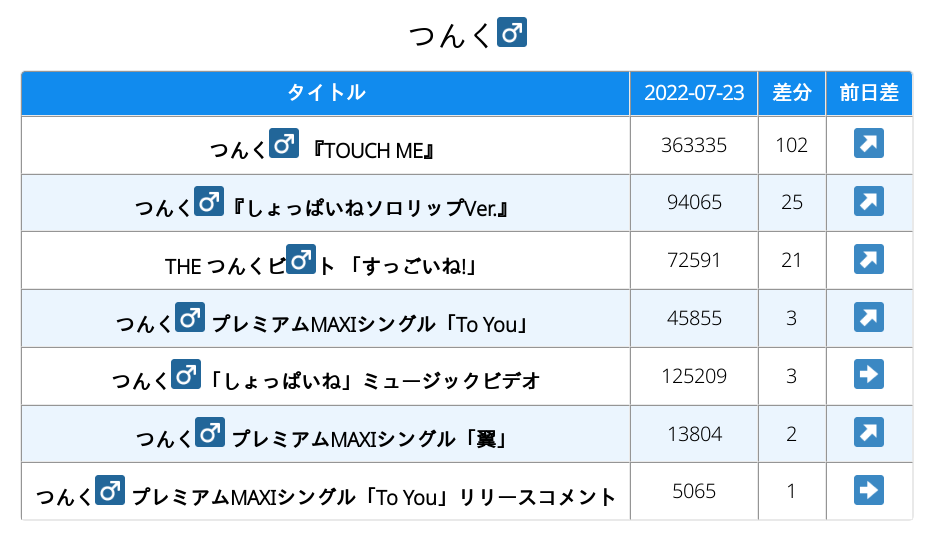 つんく♂
タイトル 2022-07-23 差分 前日差
つんく♂ 『TOUCH ME』 363335 102 ↗
つんく♂『しょっぱいねソロリップVer.』 94065 25 ↗
THE つんくビ♂ト 「すっごいね!」 72591 21 ↗
つんく♂ プレミアムMAXIシングル「To You」 45855 3 ↗
つんく♂「しょっぱいね」ミュージックビデオ 125209 3 ➡
つんく♂ プレミアムMAXIシングル「翼」 13804 2 ↗
つんく♂ プレミアムMAXIシングル「To You」リリースコメント 5065 1 ➡